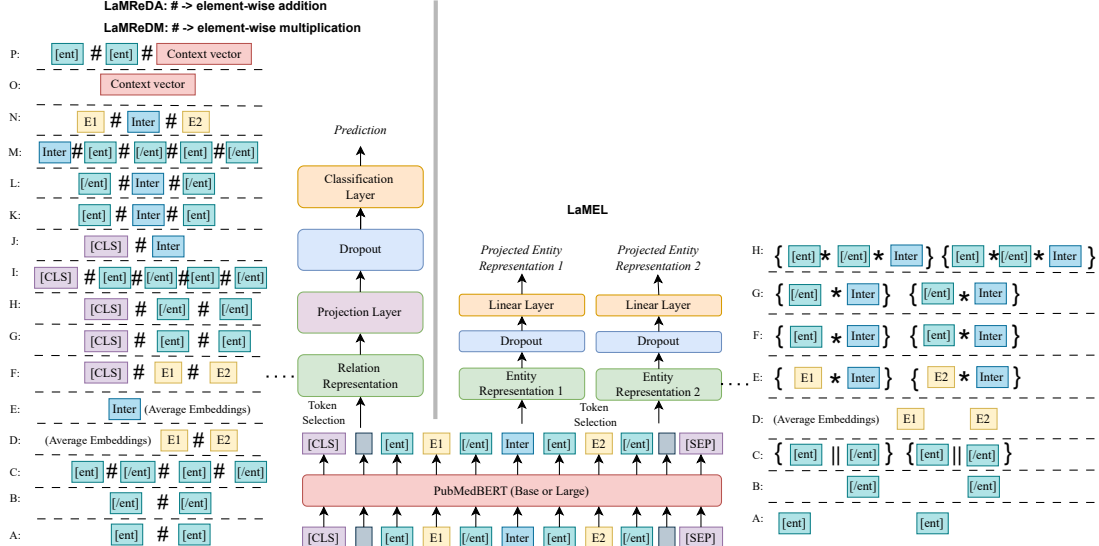 LaMReDA: # -> element-wise addition
LaMReDM: # -> element-wise multiplication
P: [ent] # [ent] # Context vector
O: Context vector
N: E1 # Inter # E2
M: Inter # [ent] # [/ent] # [ent] # [/ent]
L: [/ent] # Inter # [/ent]
K: [ent] # Inter # [ent]
J: [CLS] # Inter
I: [CLS] # [ent] # [/ent] # [ent] # [/ent]
H: [CLS] # [/ent] # [/ent]
G: [CLS] # [ent] # [ent]
F: [CLS] # E1 # E2
E: Inter (Average Embeddings)
D: (Average Embeddings) E1 # E2
C: [ent] # [/ent] # [ent] # [/ent]
B: [/ent] # [/ent]
A: [ent] # [ent]
Prediction
Classification
Layer
Dropout
Projection Layer
Relation
Representation
Token
Selection
LaMEL
Projected Entity
Representation 1
Projected Entity
Representation 2
Linear Layer Linear Layer
Dropout Dropout
Entity
Representation 1
Entity
Representation 2
Token
Selection
[CLS] [ent] E1 [/ent] Inter [ent] E2 [/ent] [SEP]
PubMedBERT (Base or Large)
[CLS] [ent] E1 [/ent] Inter [ent] E2 [/ent] [SEP]
H: { [ent] * [/ent] * Inter } { [ent] * [/ent] * Inter }
G: { [/ent] * Inter } { [/ent] * Inter }
F: { [ent] * Inter } { [ent] * Inter }
E: { E1 * Inter } { E2 * Inter }
D: (Average Embeddings) E1 E2
C: { [ent] || [/ent] } { [ent] || [/ent] }
B: [/ent] [/ent]
A: [ent] [ent]